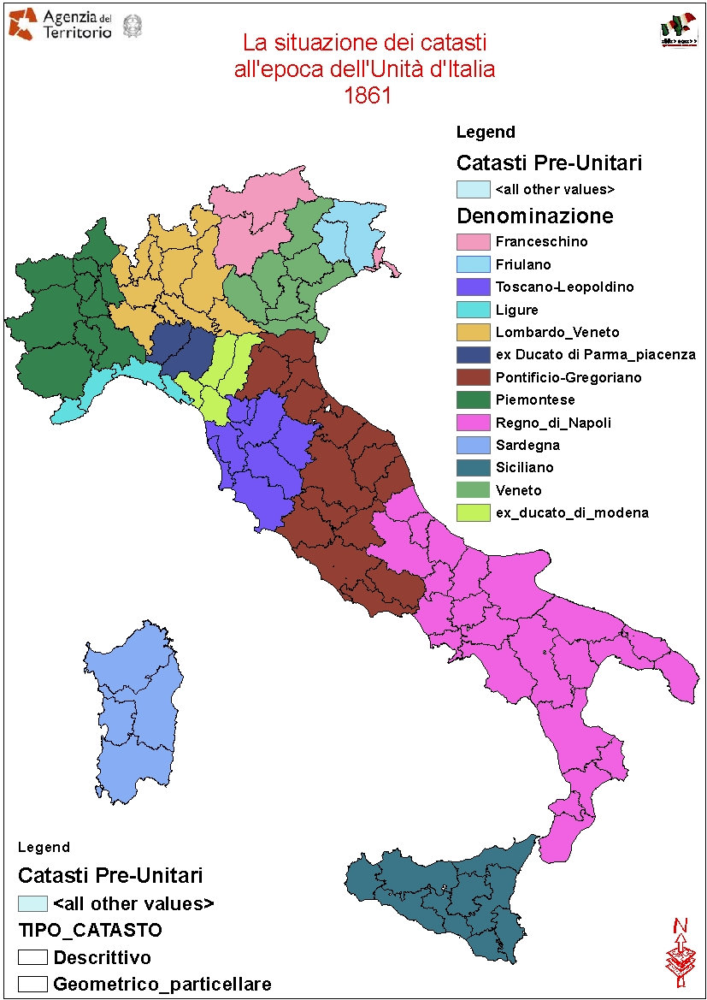 Agenzia del
Territorio
La situazione dei catasti
all'epoca dell'Unità d'Italia
1861
Legend
Catasti Pre-Unitari
<all other values>
Denominazione
Franceschino
Friulano
Toscano-Leopoldino
Ligure
Lombardo_Veneto
ex Ducato di Parma_piacenza
Pontificio-Gregoriano
Piemontese
Regno_di_Napoli
Sardegna
Siciliano
Veneto
ex_ducato_di_modena
Legend
Catasti Pre-Unitari
<all other values>
TIPO_CATASTO
Descrittivo
Geometrico_particellare
N